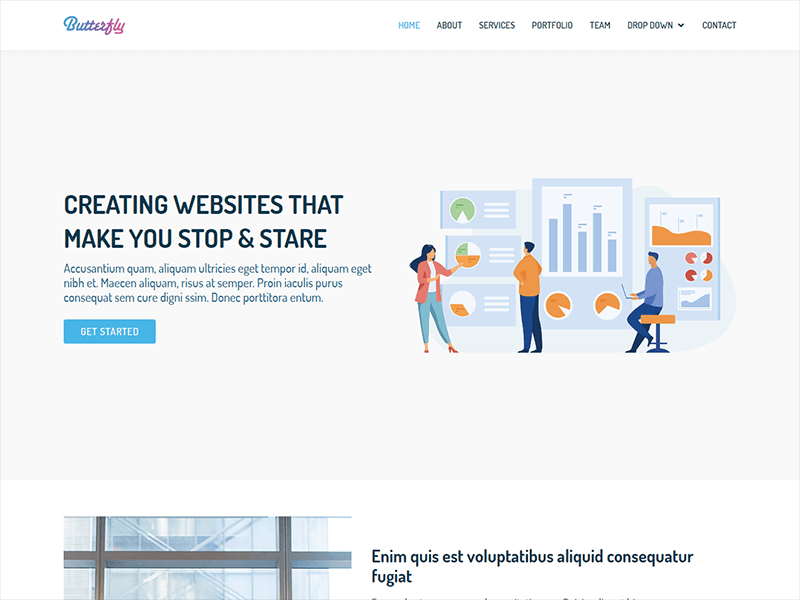 Butterfly
HOME ABOUT SERVICES PORTFOLIO TEAM DROP DOWN CONTACT
CREATING WEBSITES THAT
MAKE YOU STOP & STARE
Accusantium quam, aliquam ultricies eget tempor id, aliquam eget
nibh et. Maecen aliquam, risus at semper. Proin iaculis purus
consequat sem cure digni ssim. Donec porttitora entum.
GET STARTED
Enim quis est voluptatibus aliquid consequatur
fugiat